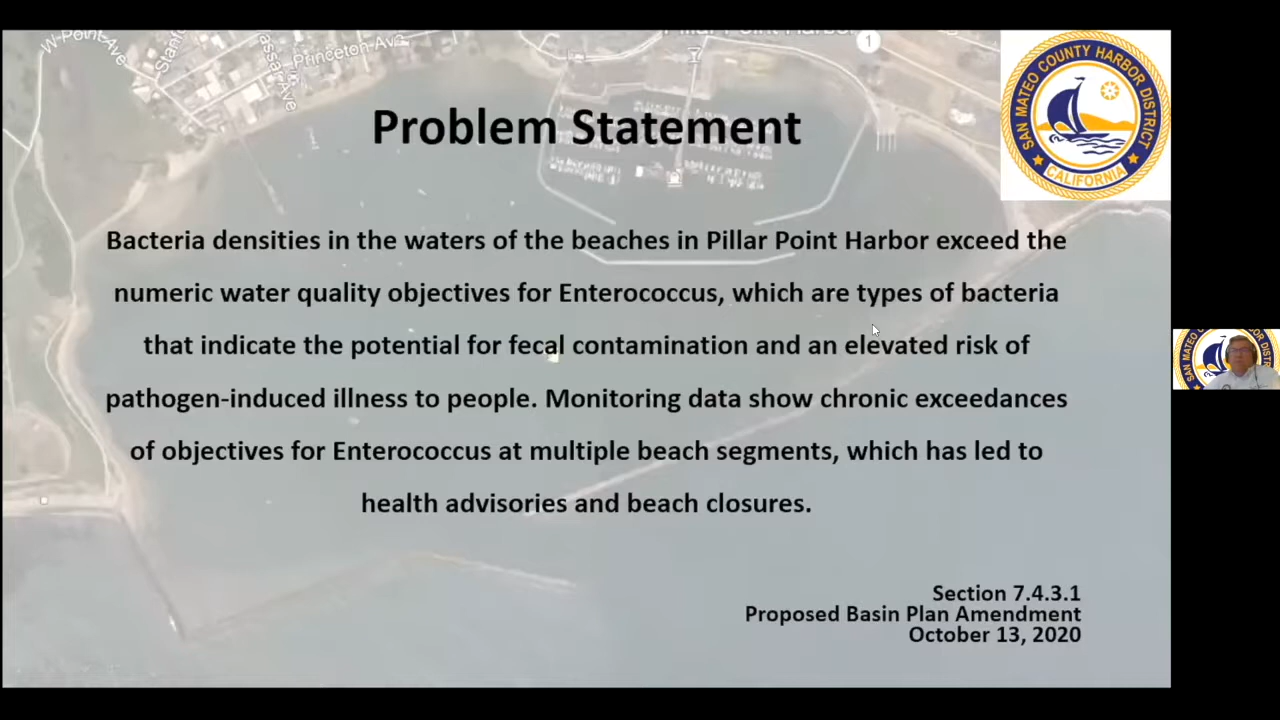 W Point Ave
Princeton Ave
Pillar Point Harbor
1
Problem Statement
SAN MATEO COUNTY HARBOR DISTRICT
CALIFORNIA
Bacteria densities in the waters of the beaches in Pillar Point Harbor exceed the
numeric water quality objectives for Enterococcus, which are types of bacteria
that indicate the potential for fecal contamination and an elevated risk of
pathogen-induced illness to people. Monitoring data show chronic exceedances
of objectives for Enterococcus at multiple beach segments, which has led to
health advisories and beach closures.
Section 7.4.3.1
Proposed Basin Plan Amendment
October 13, 2020